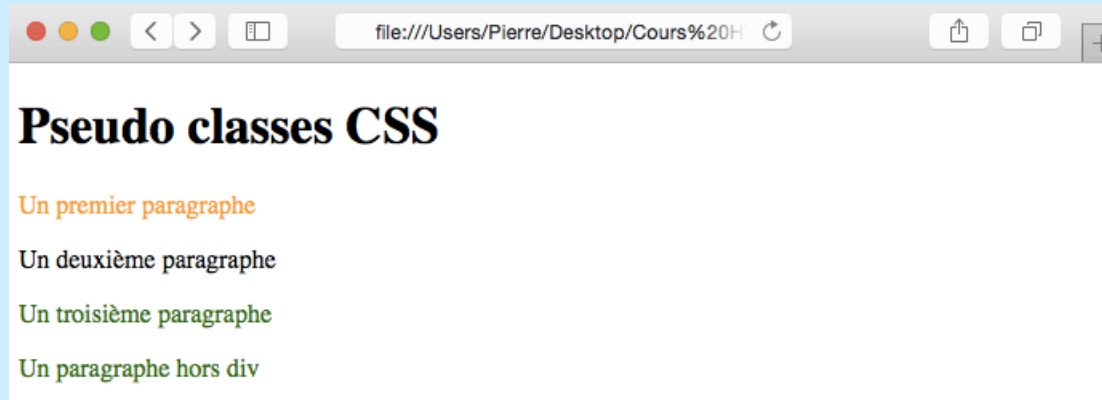 file:///Users/Pierre/Desktop/Cours%20H
Pseudo classes CSS
Un premier paragraphe
Un deuxième paragraphe
Un troisième paragraphe
Un paragraphe hors div